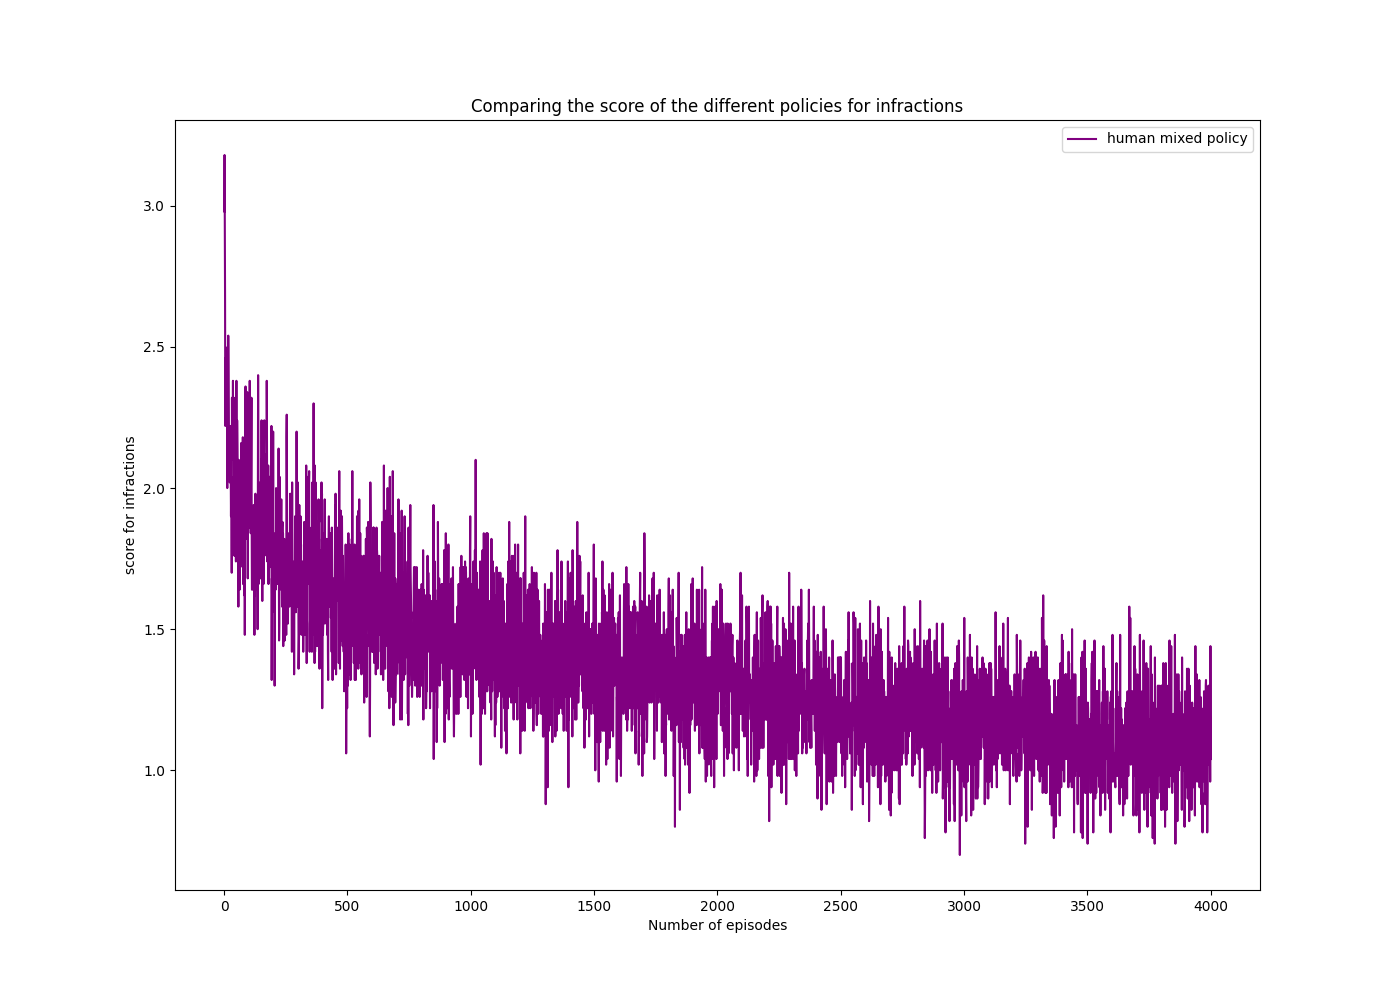 Comparing the score of the different policies for infractions
human mixed policy
3.0
2.5
2.0
1.5
1.0
score for infractions
0 500 1000 1500 2000 2500 3000 3500 4000
Number of episodes